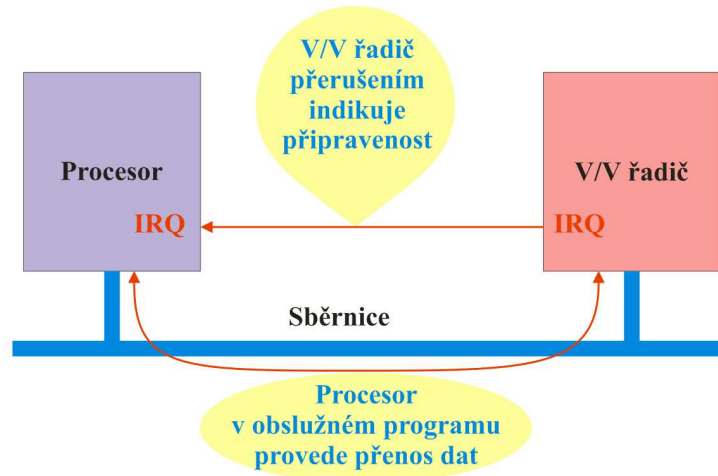 V/V řadič
přerušením
indikuje
připravenost
Procesor
V/V řadič
IRQ
IRQ
Sběrnice
Procesor
v obslužném programu
provede přenos dat